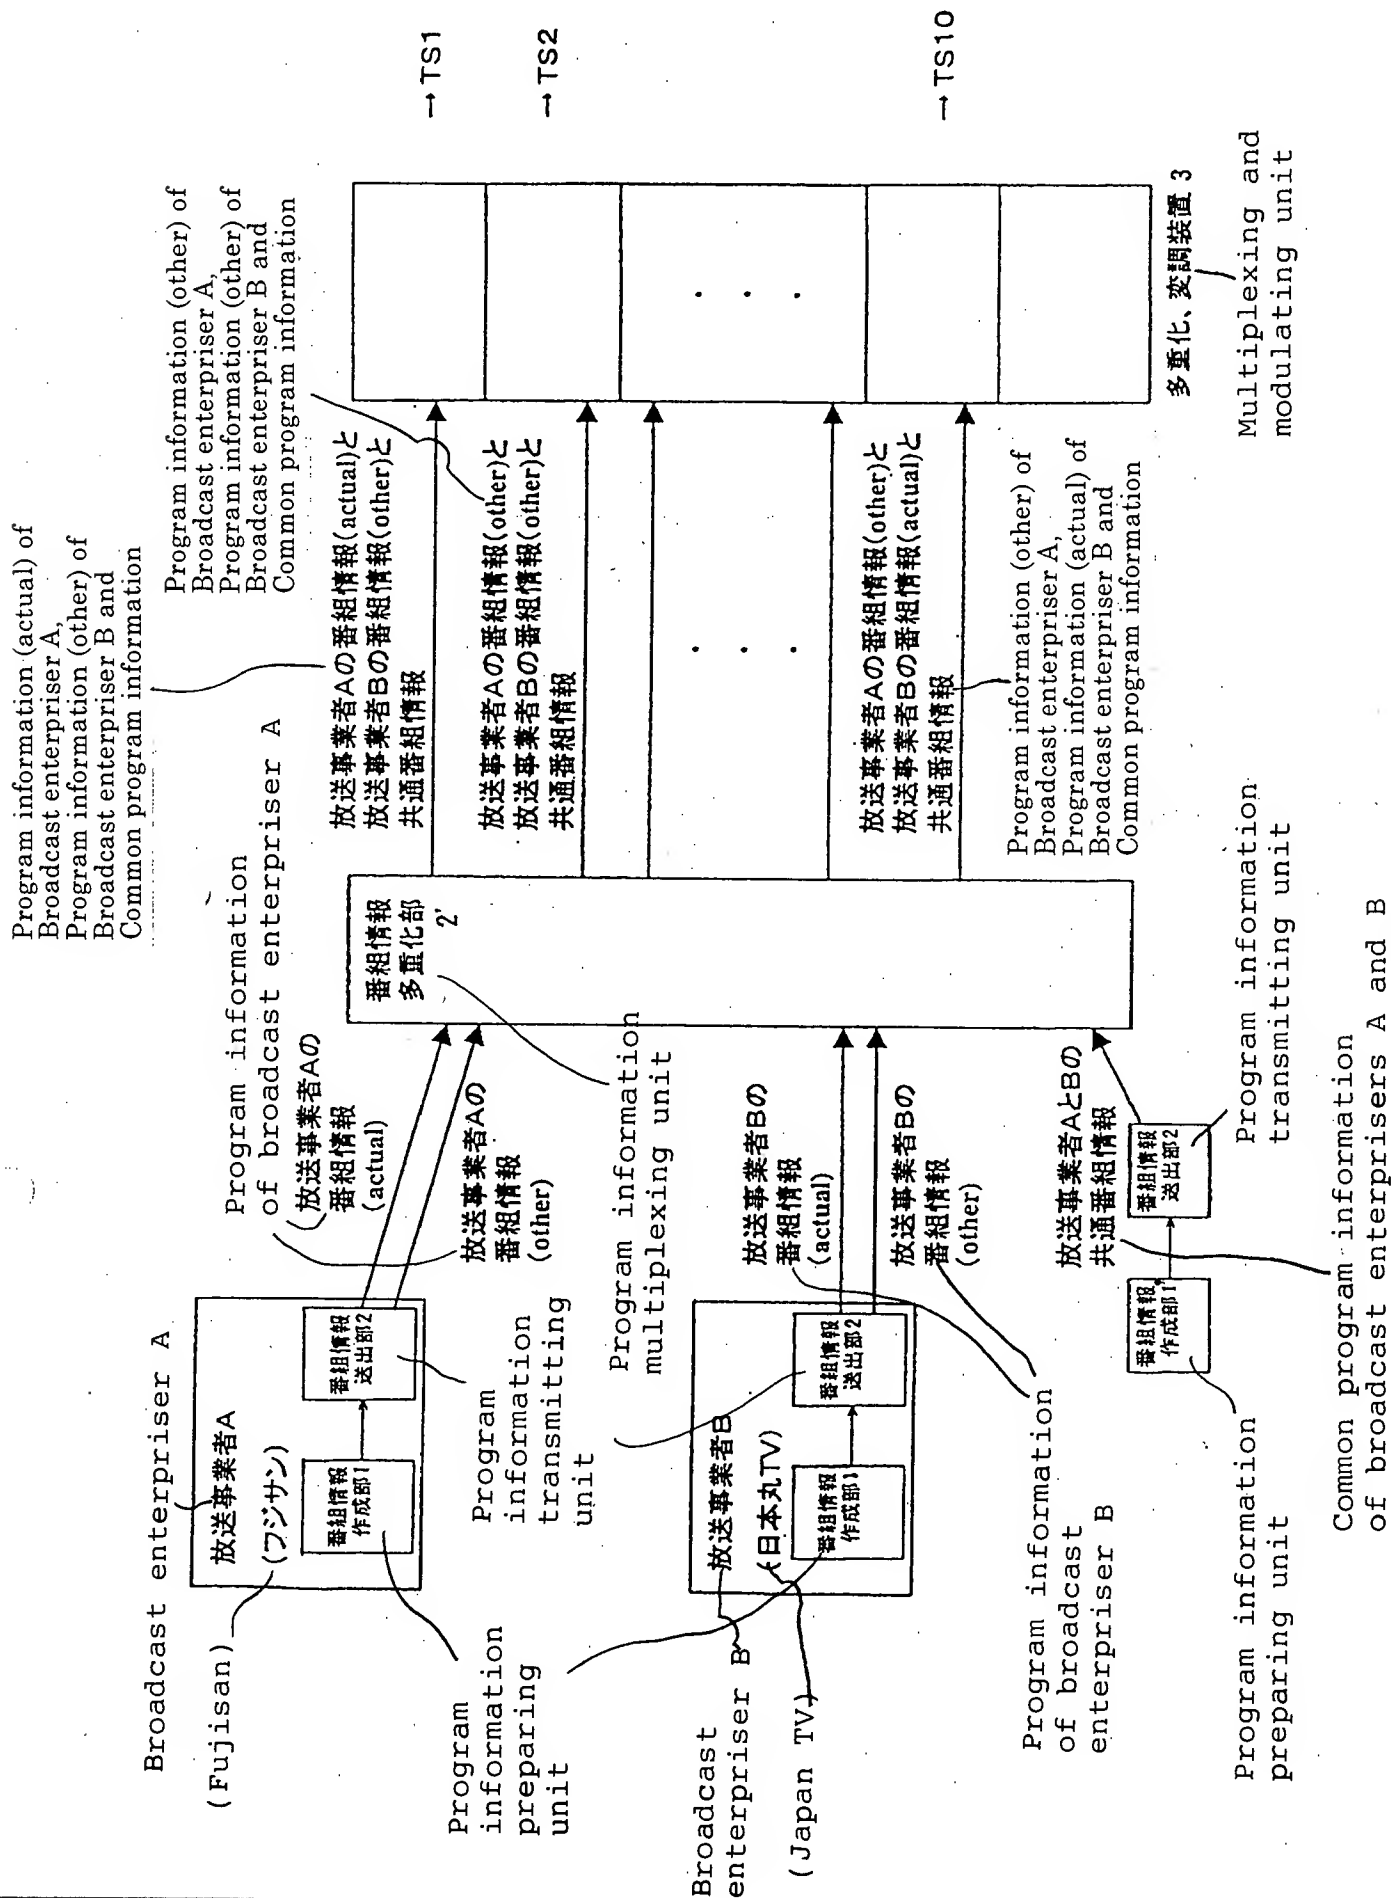 Broadcast enterpriser A
(Fujisan)
放送事業者A
(フジサン)
番組情報
作成部1
番組情報
送出部2
Program
information
preparing
unit
Program
information
transmitting
unit
Program information
of broadcast enterpriser A
放送事業者Aの
番組情報
(actual)
放送事業者Aの
番組情報
(other)
Program information
multiplexing unit
番組情報
多重化部
2'
Program information (actual) of
Broadcast enterpriser A,
Program information (other) of
Broadcast enterpriser B and
Common program information
Program information (other) of
Broadcast enterpriser A,
Program information (other) of
Broadcast enterpriser B and
Common program information
放送事業者Aの番組情報(actual)と
放送事業者Bの番組情報(other)と
共通番組情報
放送事業者Aの番組情報(other)と
放送事業者Bの番組情報(other)と
共通番組情報
放送事業者Aの番組情報(other)と
放送事業者Bの番組情報(actual)と
共通番組情報
Program information (other) of
Broadcast enterpriser A,
Program information (actual) of
Broadcast enterpriser B and
Common program information
→TS1
→TS2
→TS10
多重化、変調装置3
Multiplexing and
modulating unit
Broadcast
enterpriser B
(Japan TV)
放送事業者B
(日本丸TV)
番組情報
作成部1
番組情報
送出部2
放送事業者Bの
番組情報
(actual)
放送事業者Bの
番組情報
(other)
Program information
of broadcast
enterpriser B
放送事業者AとBの
共通番組情報
番組情報
作成部1
番組情報
送出部2
Program information
preparing unit
Program information
transmitting unit
Common program information
of broadcast enterprisers A and B